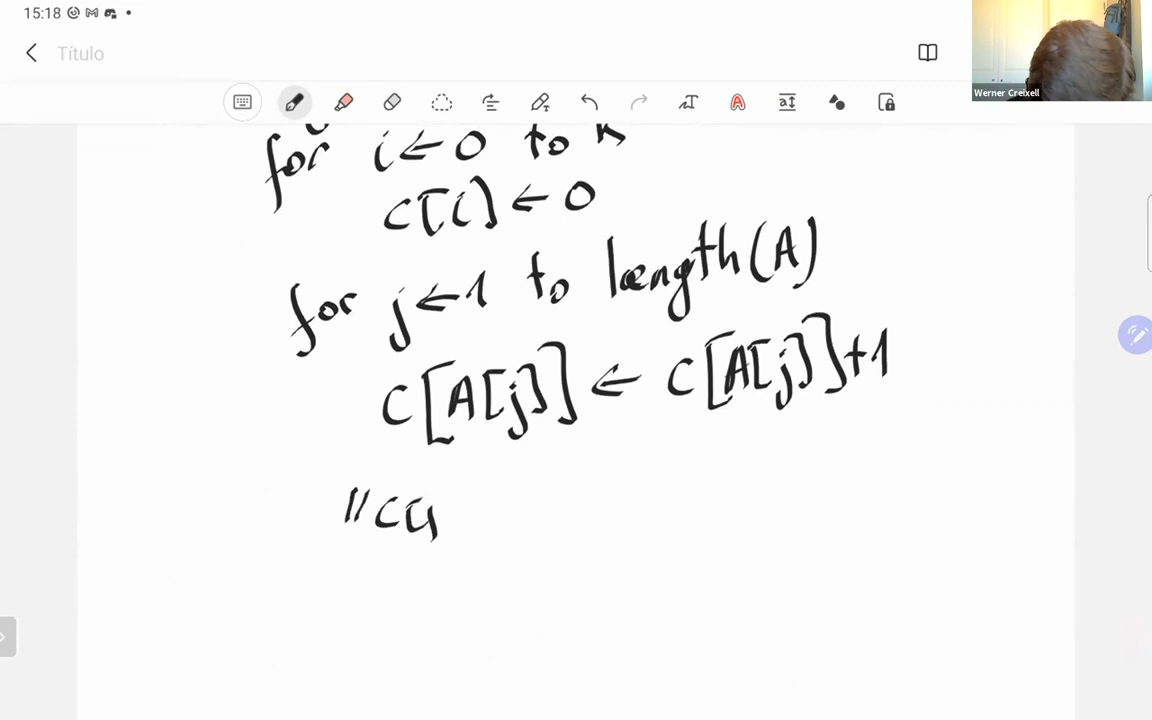 15:18
Título
Werner Creixell
for i ← 0 to k
C[i] ← 0
for j ← 1 to length(A)
C[A[j]] ← C[A[j]] + 1
//